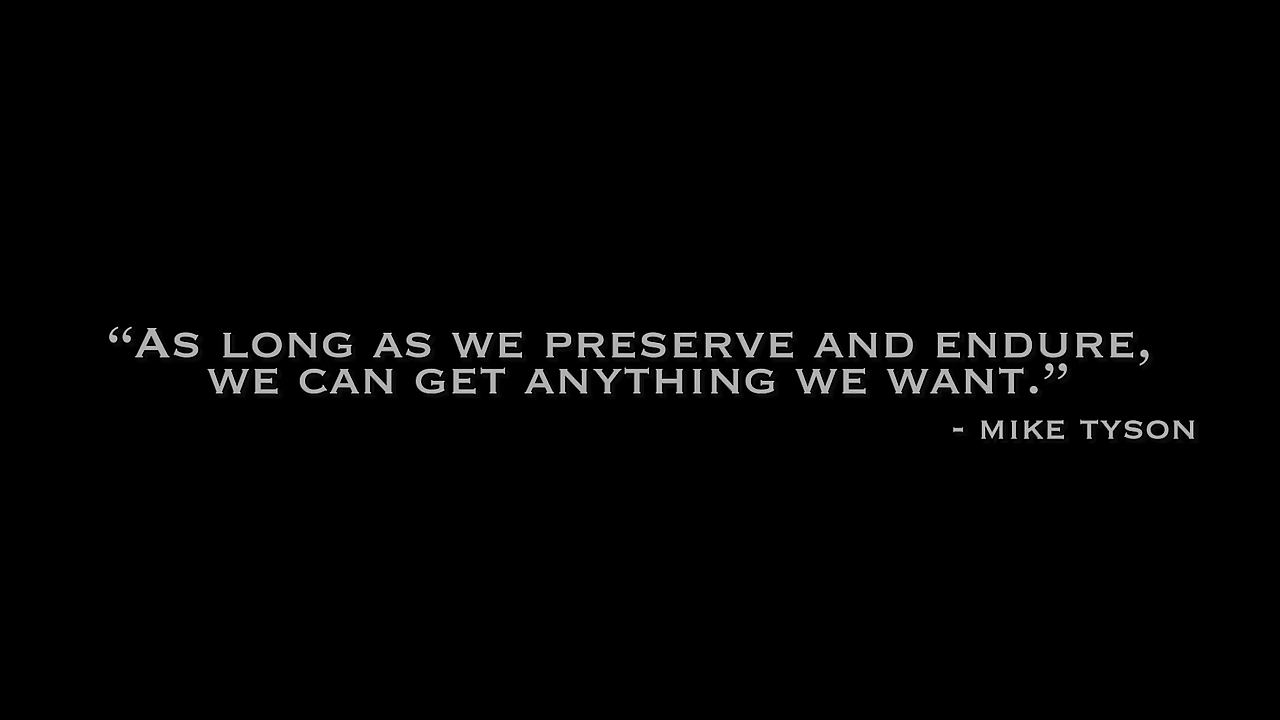 “As long as we preserve and endure,
we can get anything we want.”
- Mike Tyson